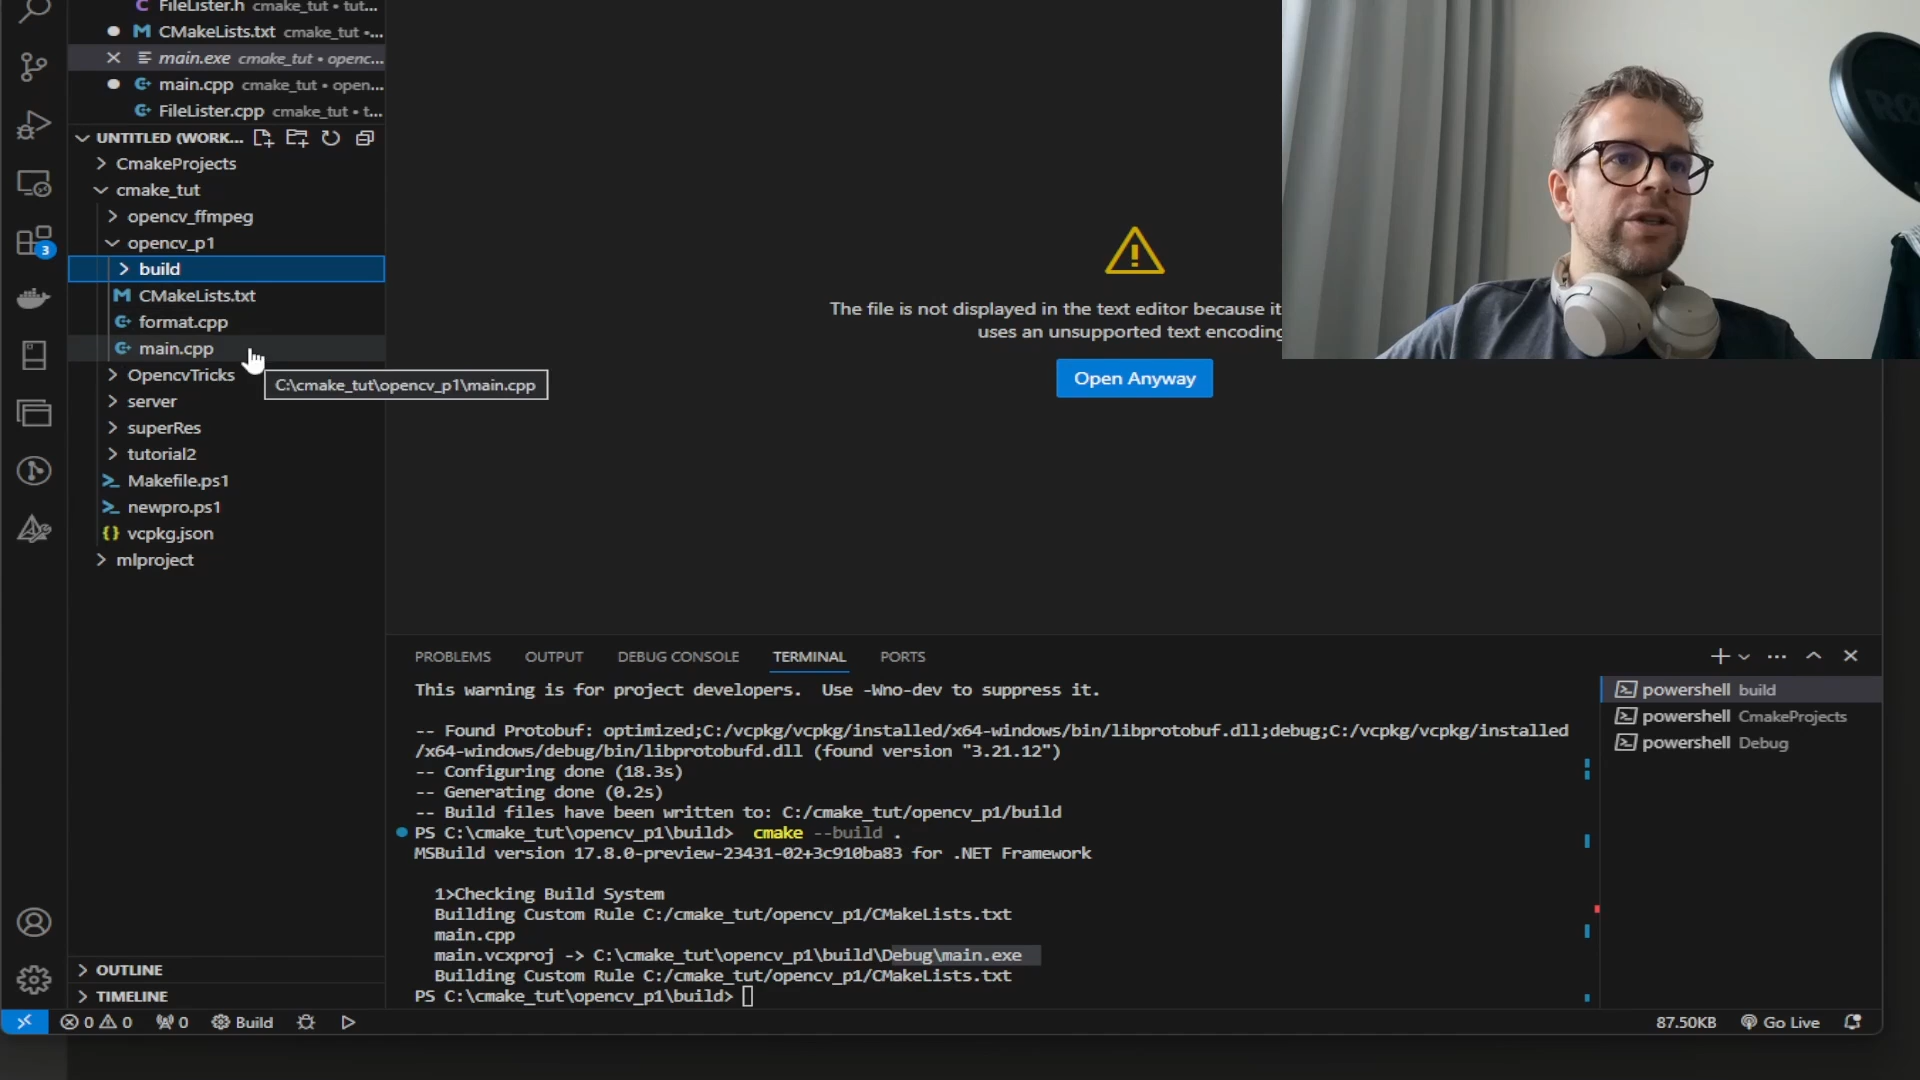 FileLister.h cmake_tut • tut...
CMakeLists.txt cmake_tut •...
main.exe cmake_tut • openc...
main.cpp cmake_tut • open...
FileLister.cpp cmake_tut • t...
UNTITLED (WORK...
CmakeProjects
cmake_tut
opencv_ffmpeg
opencv_p1
build
CMakeLists.txt
format.cpp
main.cpp
C:\cmake_tut\opencv_p1\main.cpp
OpencvTricks
server
superRes
tutorial2
Makefile.ps1
newpro.ps1
vcpkg.json
mlproject
OUTLINE
TIMELINE
3
The file is not displayed in the text editor because it
uses an unsupported text encoding
Open Anyway
PROBLEMS OUTPUT DEBUG CONSOLE TERMINAL PORTS
This warning is for project developers.  Use -Wno-dev to suppress it.
-- Found Protobuf: optimized;C:/vcpkg/vcpkg/installed/x64-windows/bin/libprotobuf.dll;debug;C:/vcpkg/vcpkg/installed
/x64-windows/debug/bin/libprotobufd.dll (found version "3.21.12")
-- Configuring done (18.3s)
-- Generating done (0.2s)
-- Build files have been written to: C:/cmake_tut/opencv_p1/build
PS C:\cmake_tut\opencv_p1\build>  cmake --build .
MSBuild version 17.8.0-preview-23431-02+3c910ba83 for .NET Framework
1>Checking Build System
Building Custom Rule C:/cmake_tut/opencv_p1/CMakeLists.txt
main.cpp
main.vcxproj -> C:\cmake_tut\opencv_p1\build\Debug\main.exe
Building Custom Rule C:/cmake_tut/opencv_p1/CMakeLists.txt
PS C:\cmake_tut\opencv_p1\build>
powershell build
powershell CmakeProjects
powershell Debug
0 0 0 Build
87.50KB Go Live